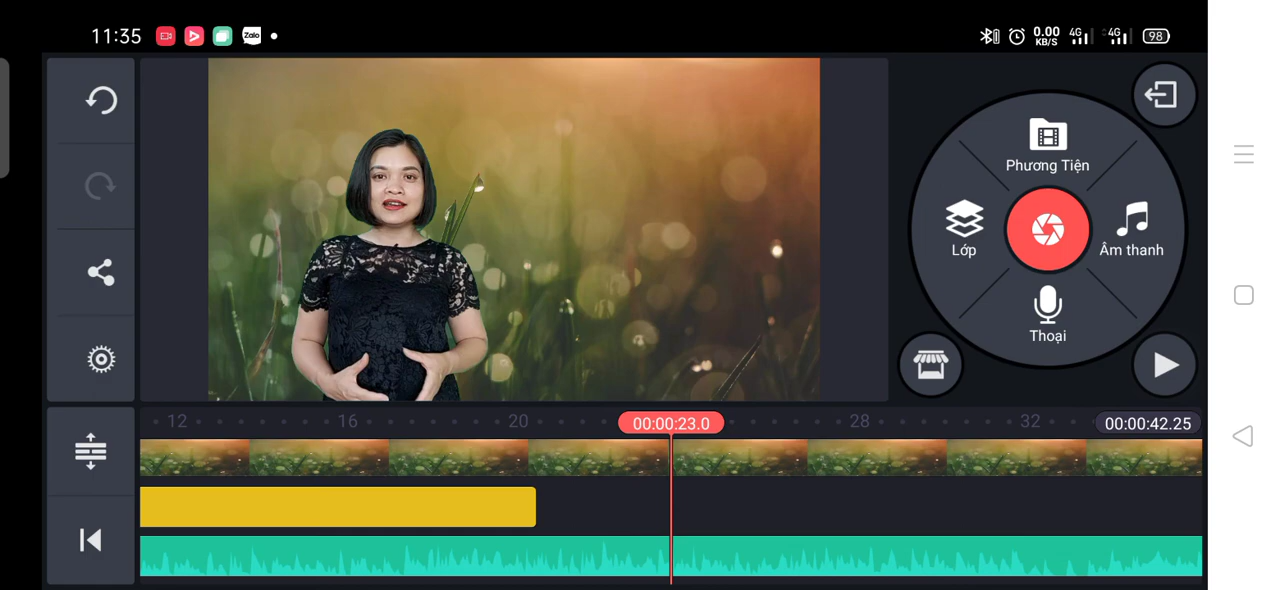 11:35
Zalo
0.00
KB/S
4G
4G
98
Phương Tiện
Lớp
Âm thanh
Thoại
12
16
20
00:00:23.0
28
32
00:00:42.25